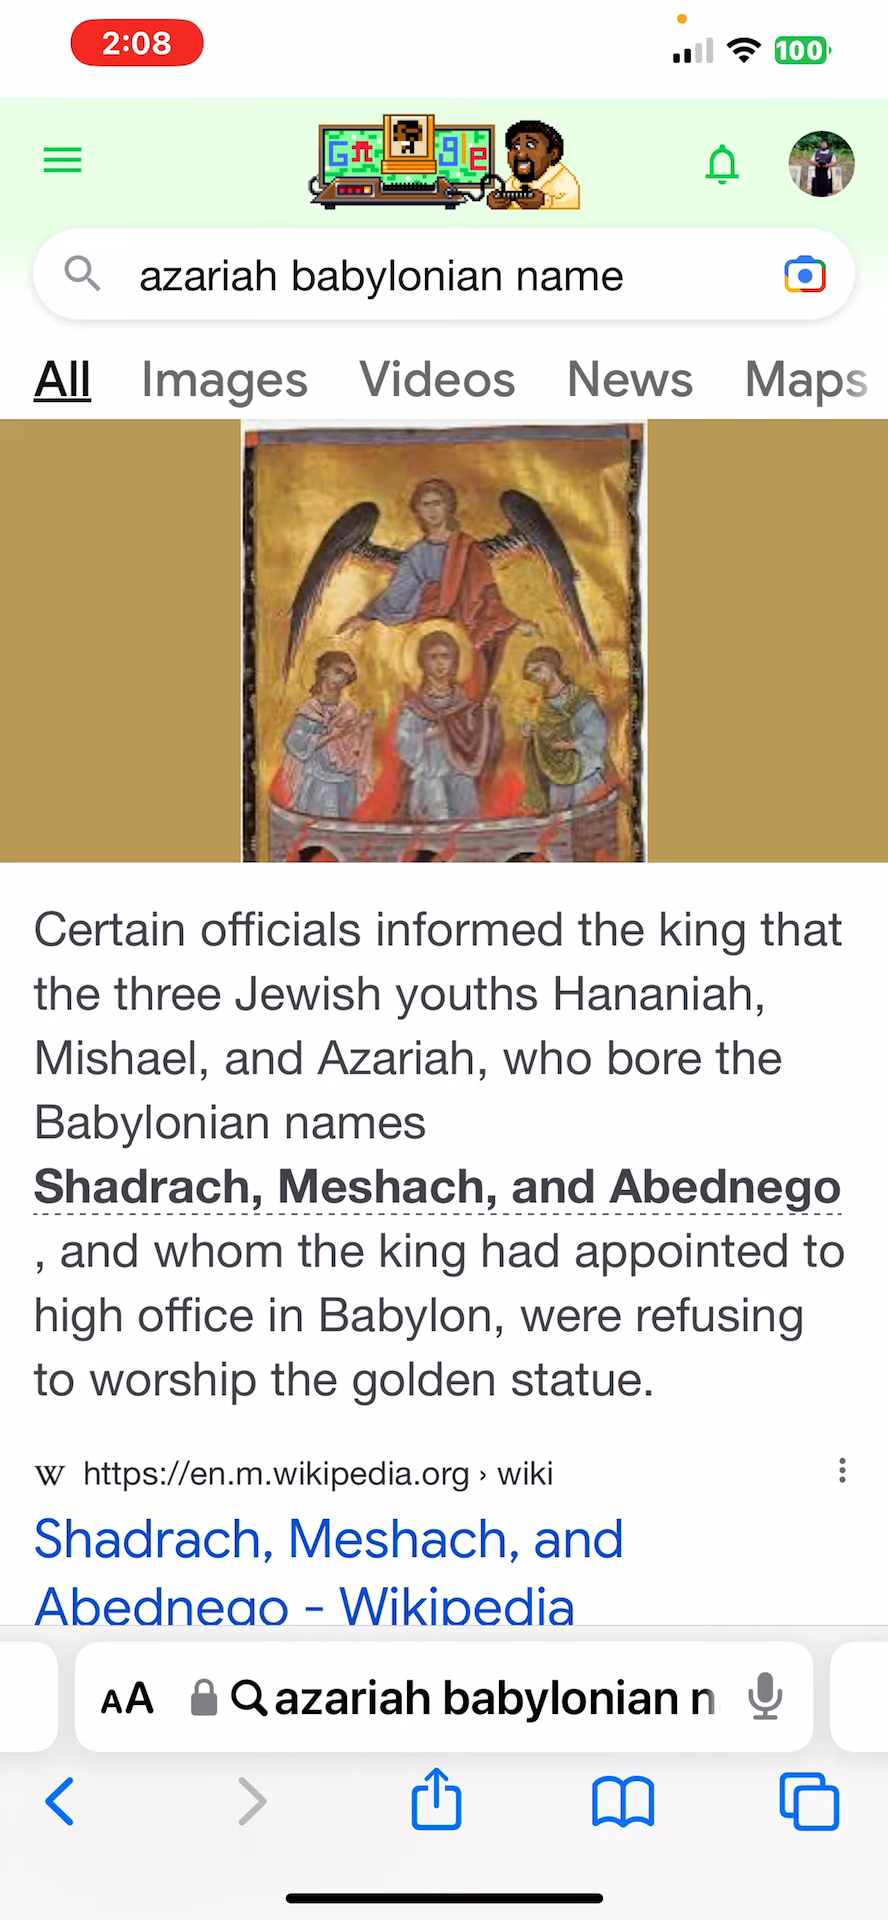 2:08
100
Google
azariah babylonian name
All Images Videos News Maps
Certain officials informed the king that
the three Jewish youths Hananiah,
Mishael, and Azariah, who bore the
Babylonian names
Shadrach, Meshach, and Abednego
, and whom the king had appointed to
high office in Babylon, were refusing
to worship the golden statue.
W https://en.m.wikipedia.org › wiki
Shadrach, Meshach, and
Abednego - Wikipedia
AA azariah babylonian n